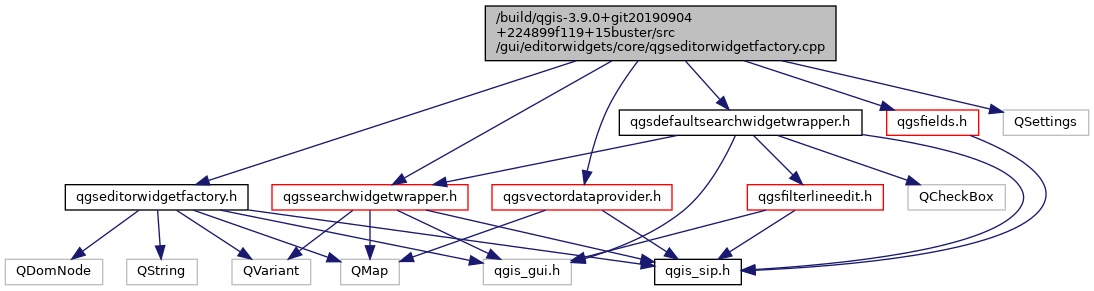 /build/qgis-3.9.0+git20190904
+224899f119+15buster/src
/gui/editorwidgets/core/qgseditorwidgetfactory.cpp
qgsdefaultsearchwidgetwrapper.h
qgsfields.h
QSettings
qgseditorwidgetfactory.h
qgssearchwidgetwrapper.h
qgsvectordataprovider.h
qgsfilterlineedit.h
QCheckBox
QDomNode
QString
QVariant
QMap
qgis_gui.h
qgis_sip.h